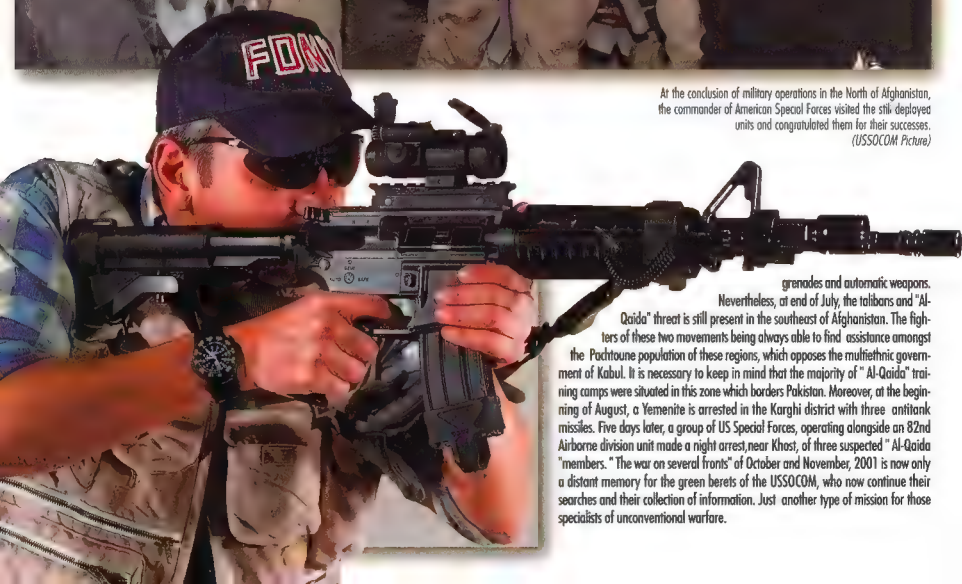 FDNY
At the conclusion of military operations in the North of Afghanistan,
the commander of American Special Forces visited the still deployed
units and congratulated them for their successes.
(USSOCOM Picture)
grenades and automatic weapons.
Nevertheless, at end of July, the talibans and "Al-
Qaida" threat is still present in the southeast of Afghanistan. The figh-
ters of these two movements being always able to find assistance amongst
the Pachtoune population of these regions, which opposes the multiethnic govern-
ment of Kabul. It is necessary to keep in mind that the majority of " Al-Qaida" trai-
ning camps were situated in this zone which borders Pakistan. Moreover, at the begin-
ning of August, a Yemenite is arrested in the Karghi district with three antitank
missiles. Five days later, a group of US Special Forces, operating alongside an 82nd
Airborne division unit made a night arrest,near Khost, of three suspected " Al-Qaida
"members. " The war on several fronts" of October and November, 2001 is now only
a distant memory for the green berets of the USSOCOM, who now continue their
searches and their collection of information. Just another type of mission for those
specialists of unconventional warfare.